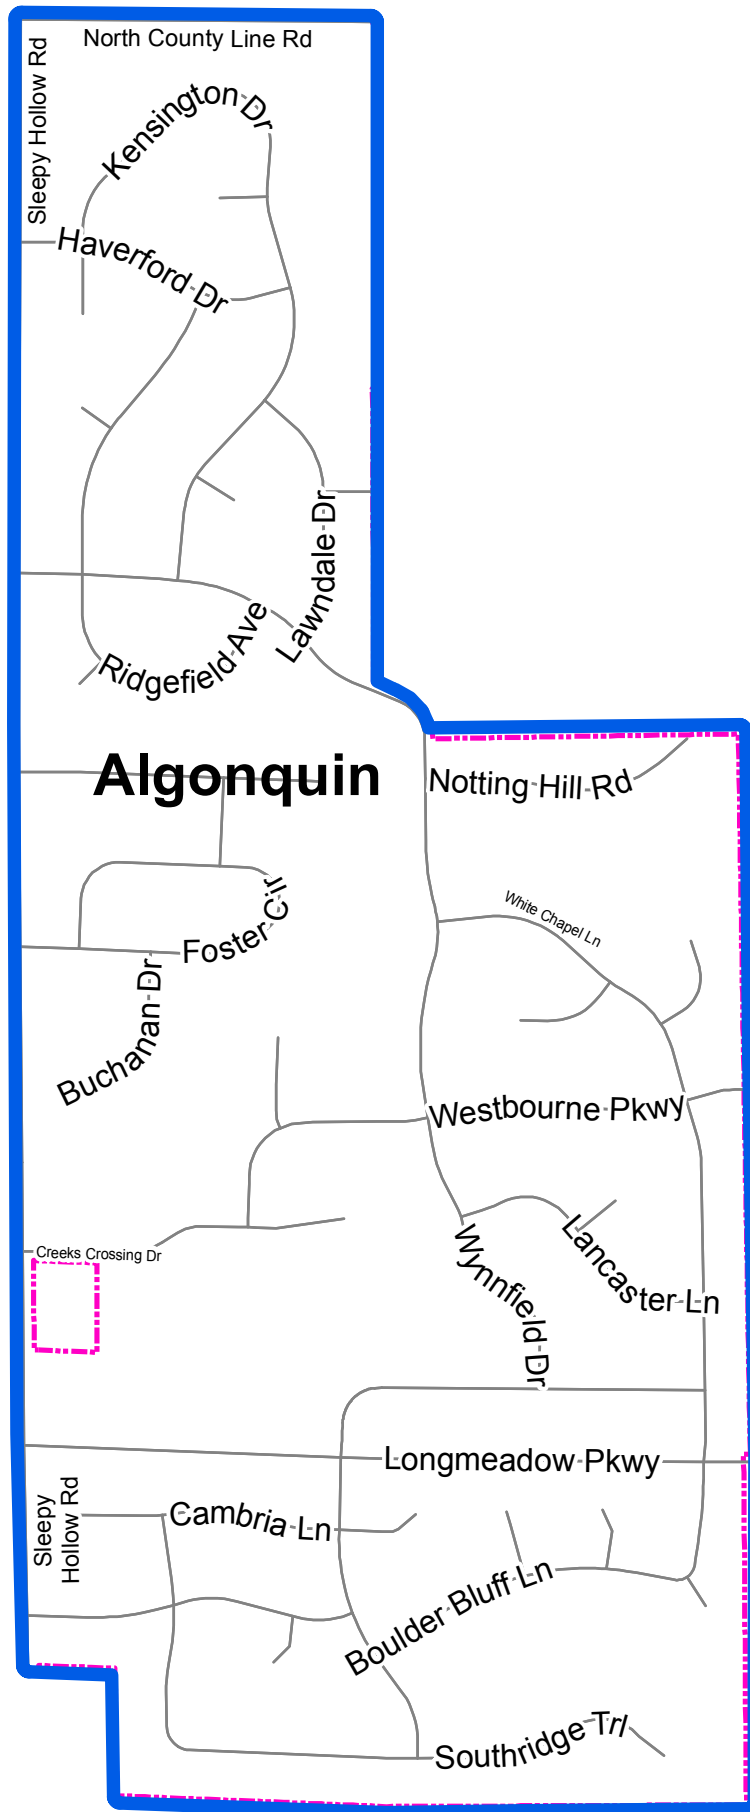 North County Line Rd
Sleepy Hollow Rd
Kensington Dr
Haverford Dr
Lawndale Dr
Ridgefield Ave
Algonquin
Notting Hill Rd
Foster Cir
White Chapel Ln
Buchanan Dr
Westbourne Pkwy
Creeks Crossing Dr
Wynnfield Dr
Lancaster Ln
Longmeadow Pkwy
Sleepy
Hollow Rd
Cambria Ln
Boulder Bluff Ln
Southridge Trl